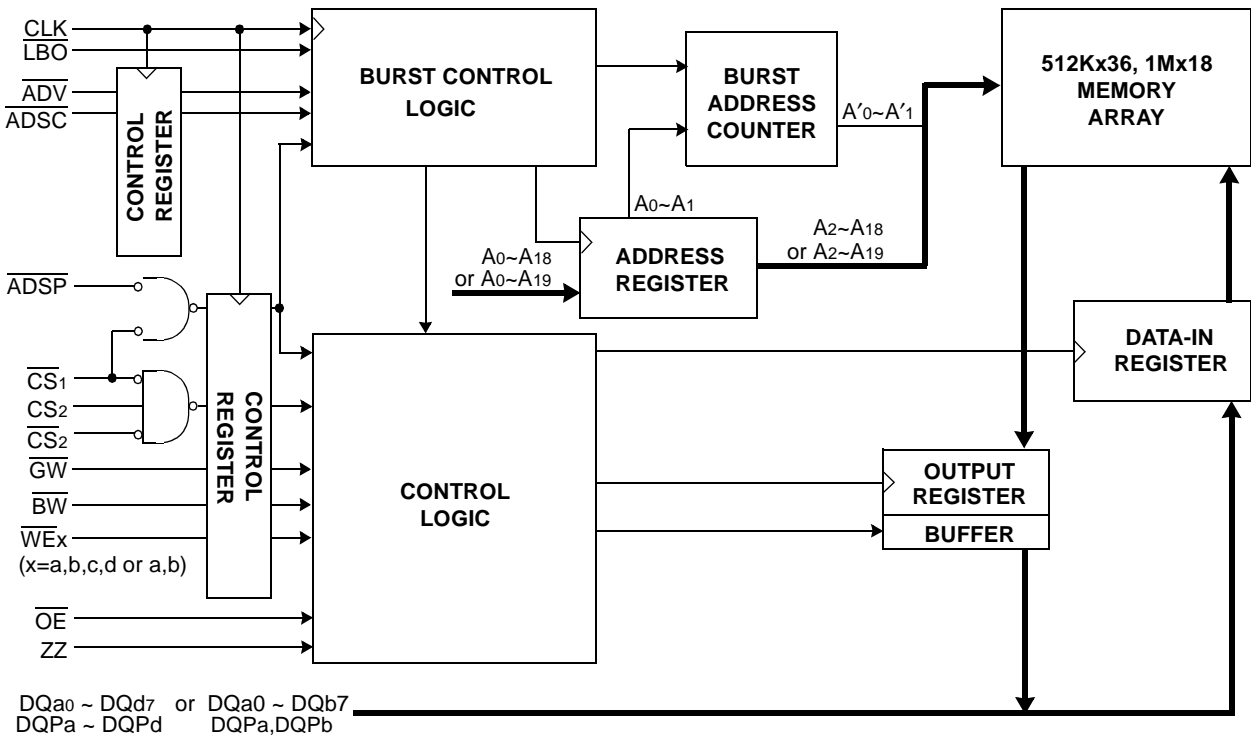 CLK
LBO
ADV
ADSC
CONTROL
REGISTER
BURST CONTROL
LOGIC
BURST
ADDRESS
COUNTER
A′0~A′1
512Kx36, 1Mx18
MEMORY
ARRAY
A0~A1
A0~A18
or A0~A19
ADDRESS
REGISTER
A2~A18
or A2~A19
ADSP
CS1
CS2
CS2
GW
BW
WEx
(x=a,b,c,d or a,b)
OE
ZZ
CONTROL
REGISTER
CONTROL
LOGIC
DATA-IN
REGISTER
OUTPUT
REGISTER
BUFFER
DQa0 ~ DQd7 or DQa0 ~ DQb7
DQPa ~ DQPd DQPa,DQPb